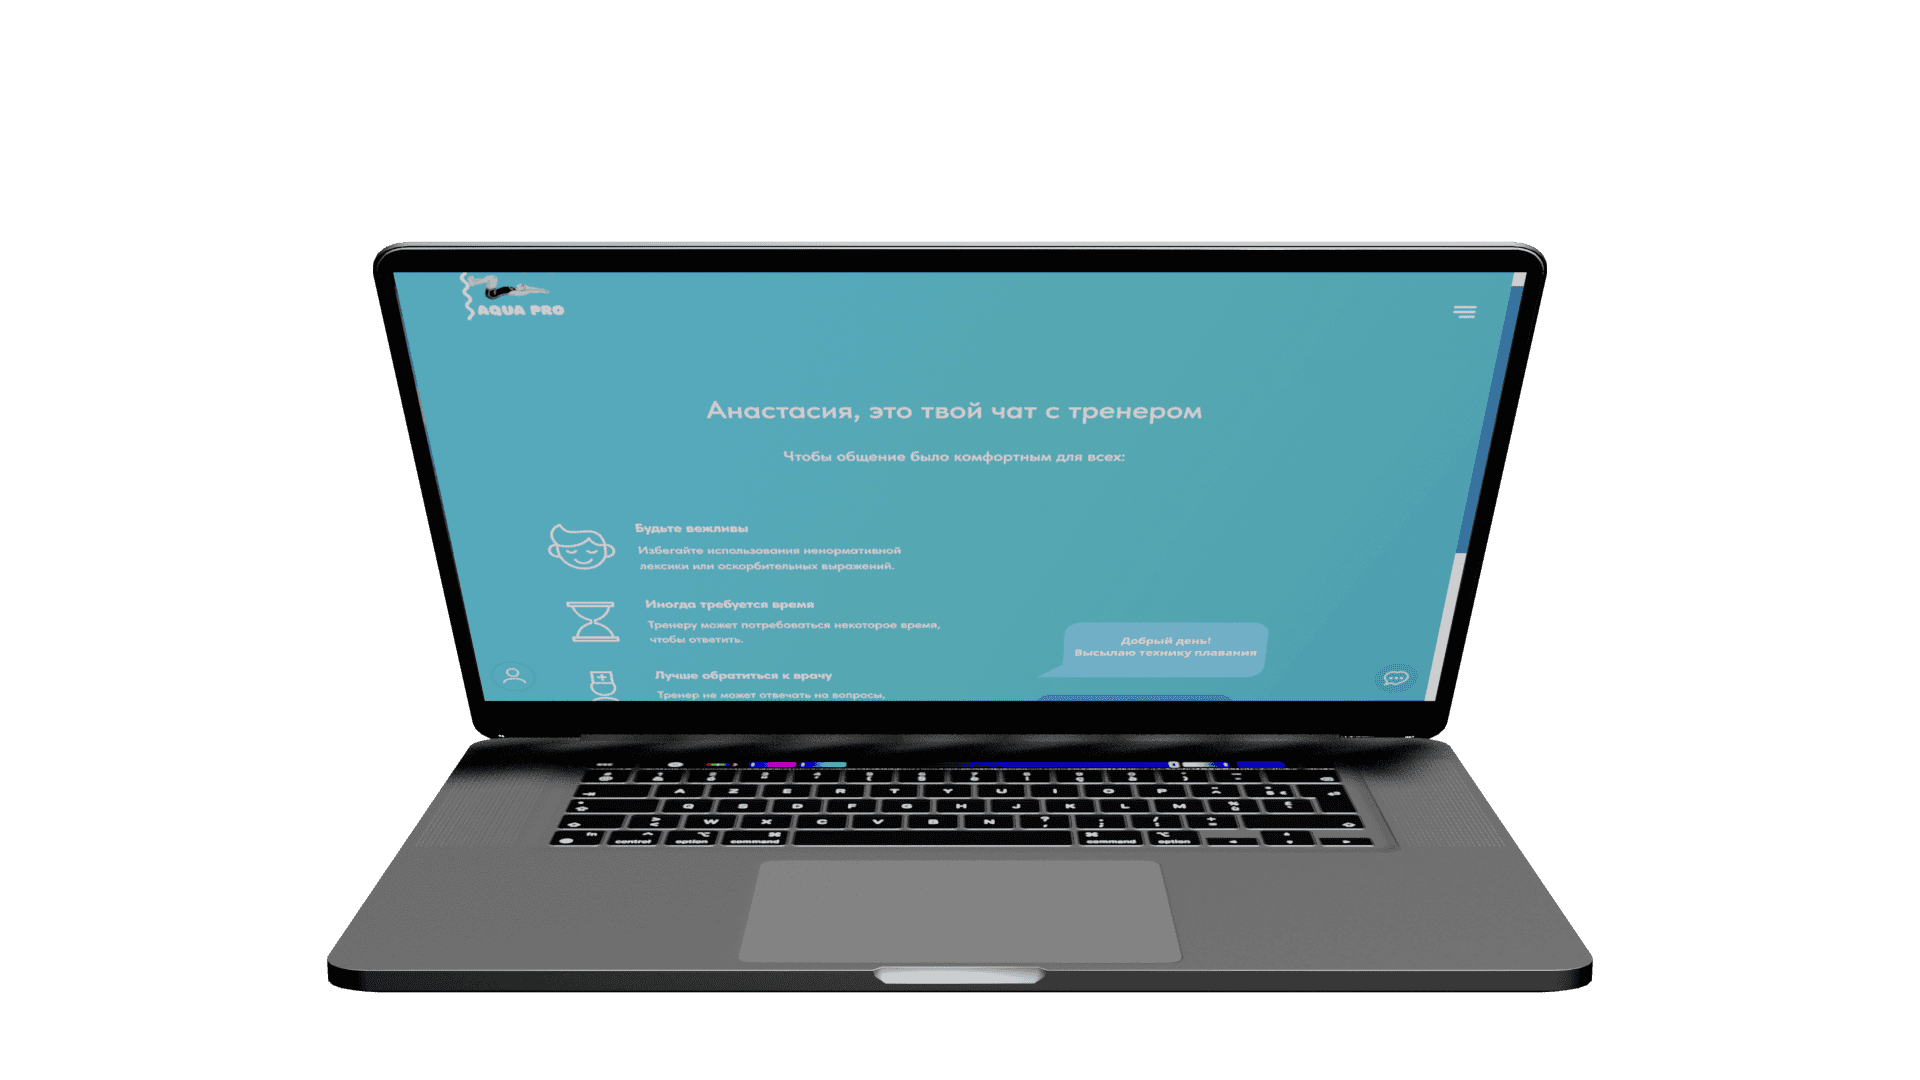 AQUA PRO
Анастасия, это твой чат с тренером
Чтобы общение было комфортным для всех:
Будьте вежливы
Избегайте использования ненормативной
лексики или оскорбительных выражений.
Иногда требуется время
Тренеру может потребоваться некоторое время,
чтобы ответить.
Лучше обратиться к врачу
Тренер не может отвечать на вопросы,
Добрый день!
Высылаю технику плавания
A Z E R T Y U I O P
Q S D F G H J K L M
W X C V B N
fn
control option command command option